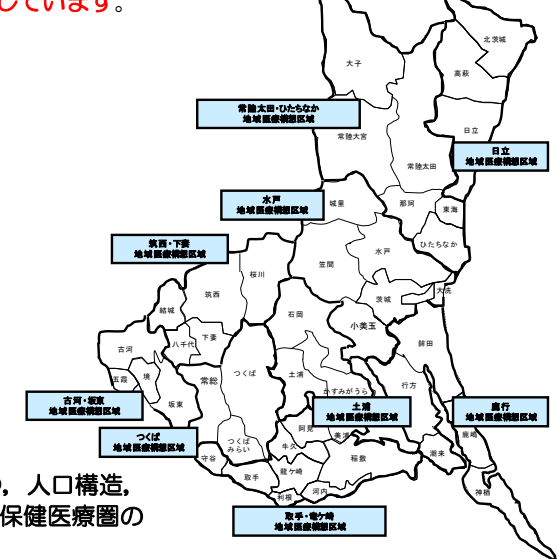 しています。
北茨城
大子
高萩
常陸太田・ひたちなか
地域医療構想区域
日立
常陸大宮
日立
地域医療構想区域
常陸太田
水戸
地域医療構想区域
城里
那珂
東海
ひたちなか
筑西・下妻
地域医療構想区域
水戸
笠間
桜川
大洗
筑西
茨城
結城
石岡
小美玉
下妻
八千代
鉾田
古河
つくば
土浦
五霞
境
常総
行方
かすみがうら
坂東
古河・坂東
地域医療構想区域
土浦
地域医療構想区域
鹿行
地域医療構想区域
つくば
地域医療構想区域
つくば
みらい
阿見
美浦
鹿嶋
牛久
潮来
守谷
稲敷
取手
龍ケ崎
河内
利根
神栖
人口構造，
保健医療圏の
取手・竜ケ崎
地域医療構想区域